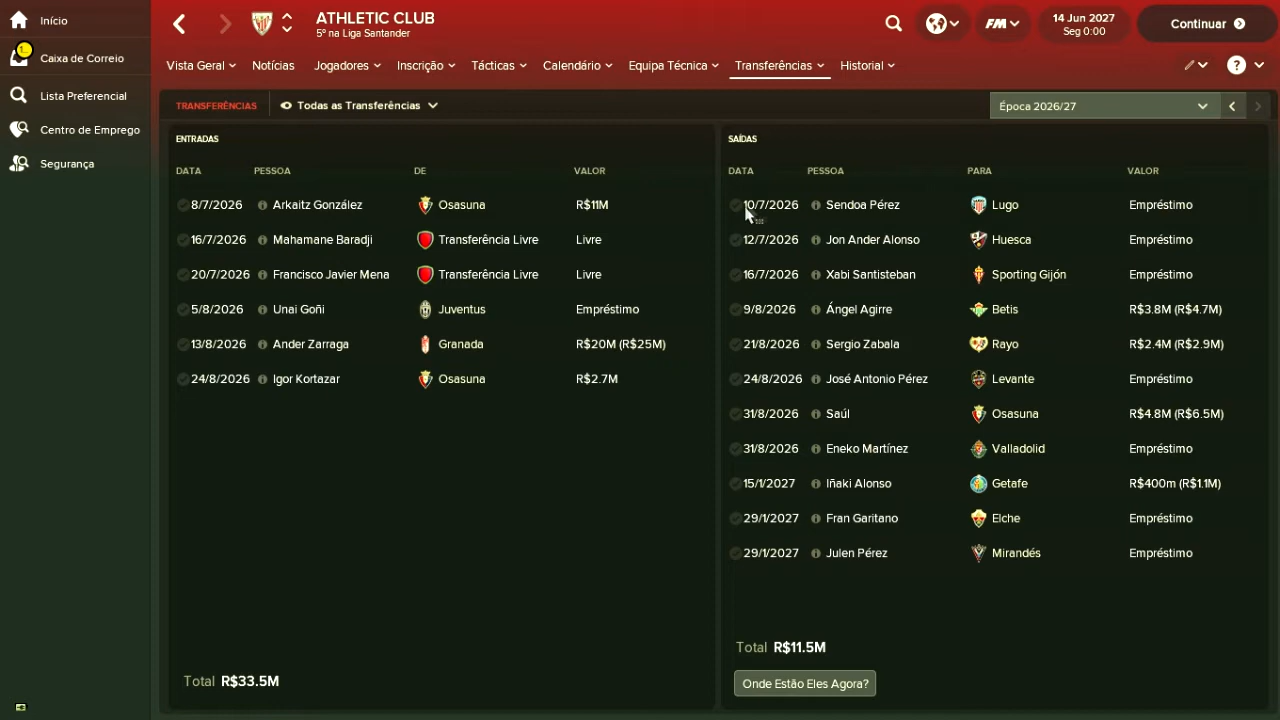 Início
1...
Caixa de Correio
Lista Preferencial
Centro de Emprego
Segurança
ATHLETIC CLUB
5º na Liga Santander
FM
14 Jun 2027
Seg 0:00
Continuar
Vista Geral
Notícias
Jogadores
Inscrição
Tácticas
Calendário
Equipa Técnica
Transferências
Historial
?
TRANSFERÊNCIAS
Todas as Transferências
Época 2026/27
ENTRADAS
DATA PESSOA DE VALOR
8/7/2026 Arkaitz González Osasuna R$11M
16/7/2026 Mahamane Baradji Transferência Livre Livre
20/7/2026 Francisco Javier Mena Transferência Livre Livre
5/8/2026 Unai Goñi Juventus Empréstimo
13/8/2026 Ander Zarraga Granada R$20M (R$25M)
24/8/2026 Igor Kortazar Osasuna R$2.7M
Total R$33.5M
SAÍDAS
DATA PESSOA PARA VALOR
10/7/2026 Sendoa Pérez Lugo Empréstimo
12/7/2026 Jon Ander Alonso Huesca Empréstimo
16/7/2026 Xabi Santisteban Sporting Gijón Empréstimo
9/8/2026 Ángel Agirre Betis R$3.8M (R$4.7M)
21/8/2026 Sergio Zabala Rayo R$2.4M (R$2.9M)
24/8/2026 José Antonio Pérez Levante Empréstimo
31/8/2026 Saúl Osasuna R$4.8M (R$6.5M)
31/8/2026 Eneko Martínez Valladolid Empréstimo
15/1/2027 Iñaki Alonso Getafe R$400m (R$1.1M)
29/1/2027 Fran Garitano Elche Empréstimo
29/1/2027 Julen Pérez Mirandés Empréstimo
Total R$11.5M
Onde Estão Eles Agora?